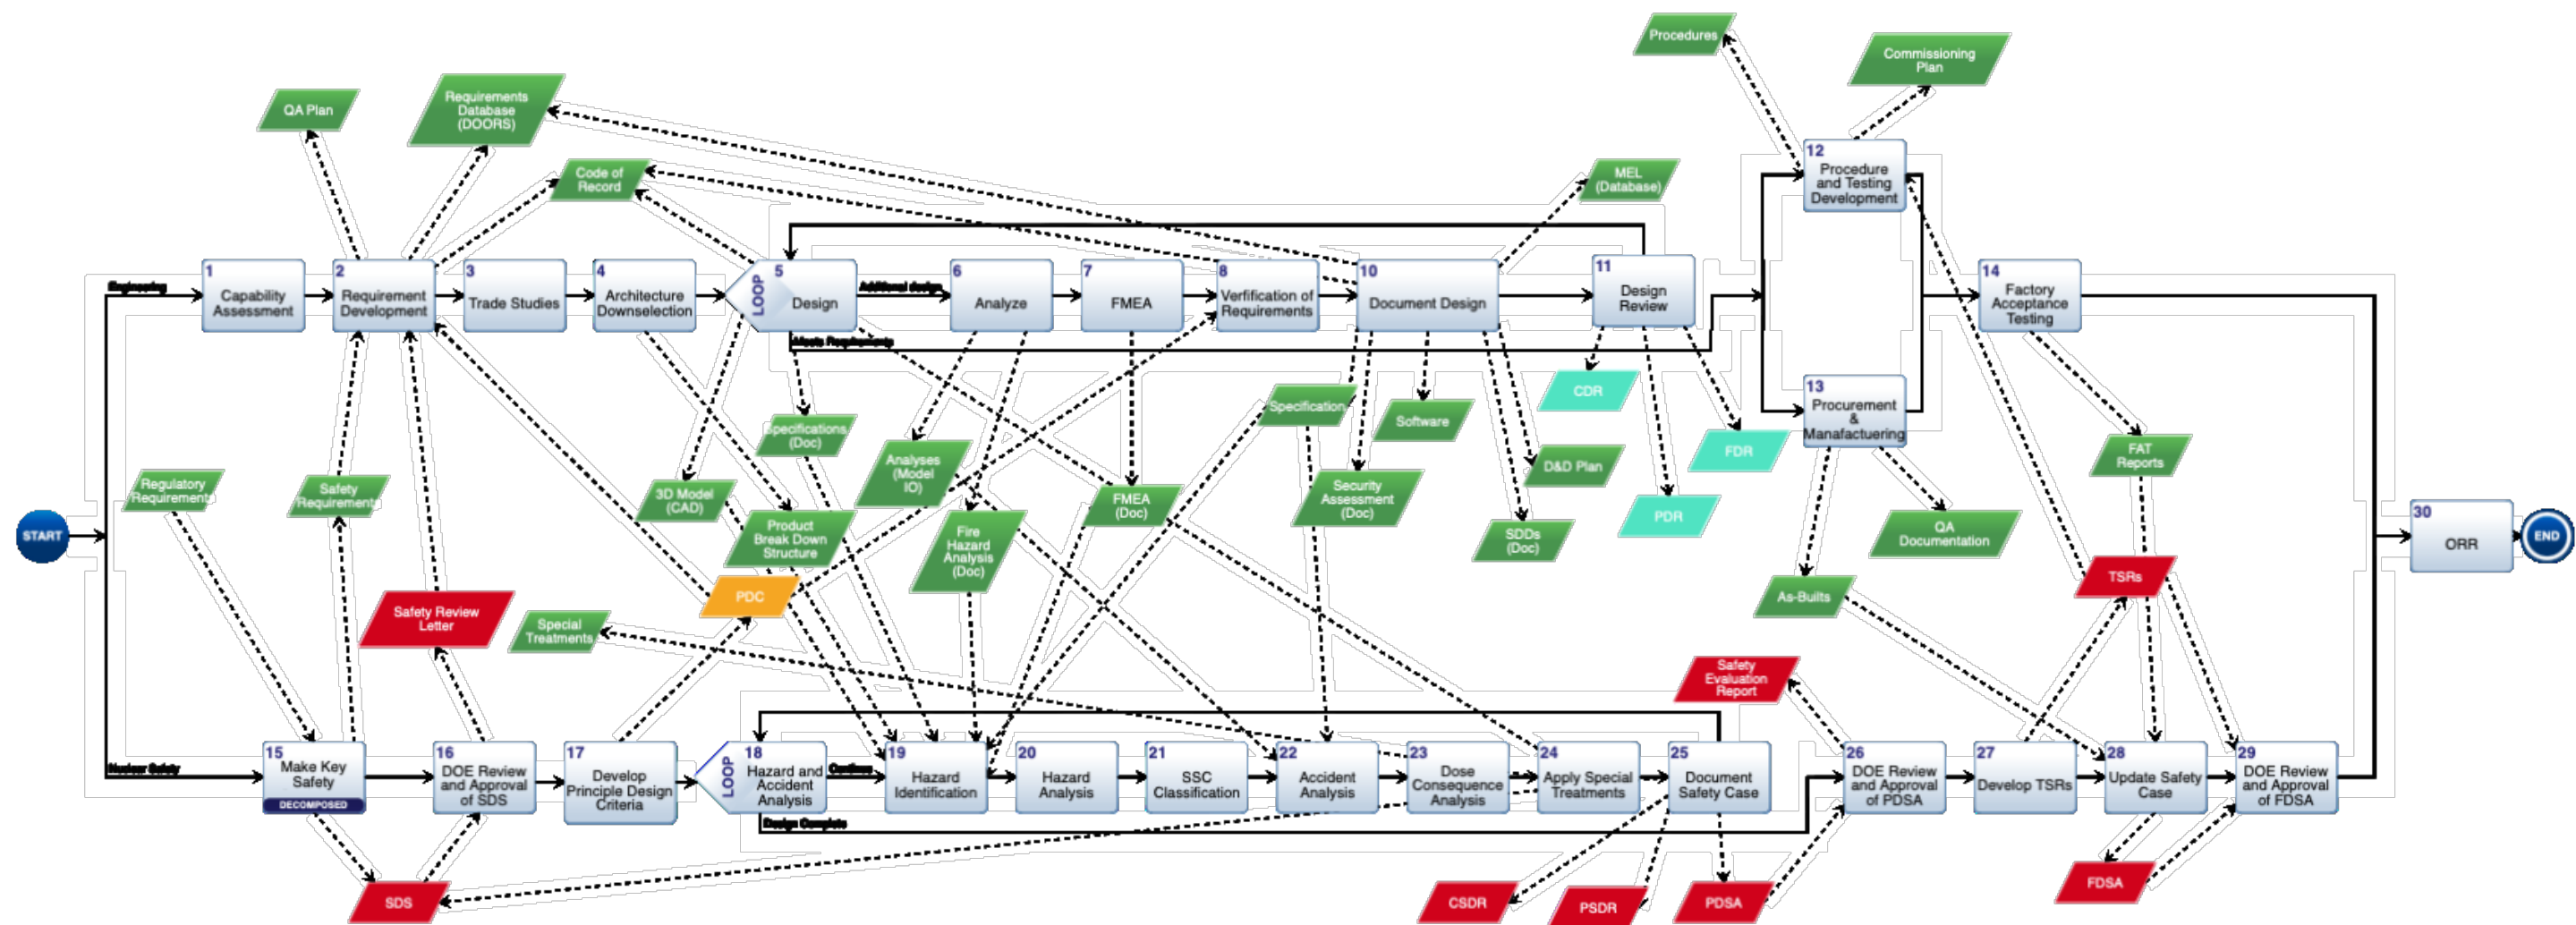 Procedures
Commissioning
Plan
QA Plan
Requirements
Database
(DOORS)
Code of
Record
MEL
(Database)
12
Procedure
and Testing
Development
Engineering
1
Capability
Assessment
2
Requirement
Development
3
Trade Studies
4
Architecture
Downselection
LOOP
5
Design
Additional design
6
Analyze
7
FMEA
8
Verfification of
Requirements
10
Document Design
11
Design
Review
14
Factory
Acceptance
Testing
Meets Requirements
13
Procurement
&
Manafactuering
CDR
Specification
Software
Specifications
(Doc)
FDR
FAT
Reports
Regulatory
Requirements
Safety
Requirements
3D Model
(CAD)
Analyses
(Model
IO)
FMEA
(Doc)
Security
Assessment
(Doc)
D&D Plan
PDR
START
Product
Break Down
Structure
Fire
Hazard
Analysis
(Doc)
SDDs
(Doc)
QA
Documentation
30
ORR
END
Safety Review
Letter
PDC
Special
Treatments
As-Builts
TSRs
Safety
Evaluation
Report
Nuclear Safety
15
Make Key
Safety
DECOMPOSED
16
DOE Review
and Approval
of SDS
17
Develop
Principle Design
Criteria
LOOP
18
Hazard and
Accident
Analysis
Continue
19
Hazard
Identification
20
Hazard
Analysis
21
SSC
Classification
22
Accident
Analysis
23
Dose
Consequence
Analysis
24
Apply Special
Treatments
25
Document
Safety Case
26
DOE Review
and Approval
of PDSA
27
Develop TSRs
28
Update Safety
Case
29
DOE Review
and Approval
of FDSA
Design Complete
SDS
CSDR
PSDR
PDSA
FDSA